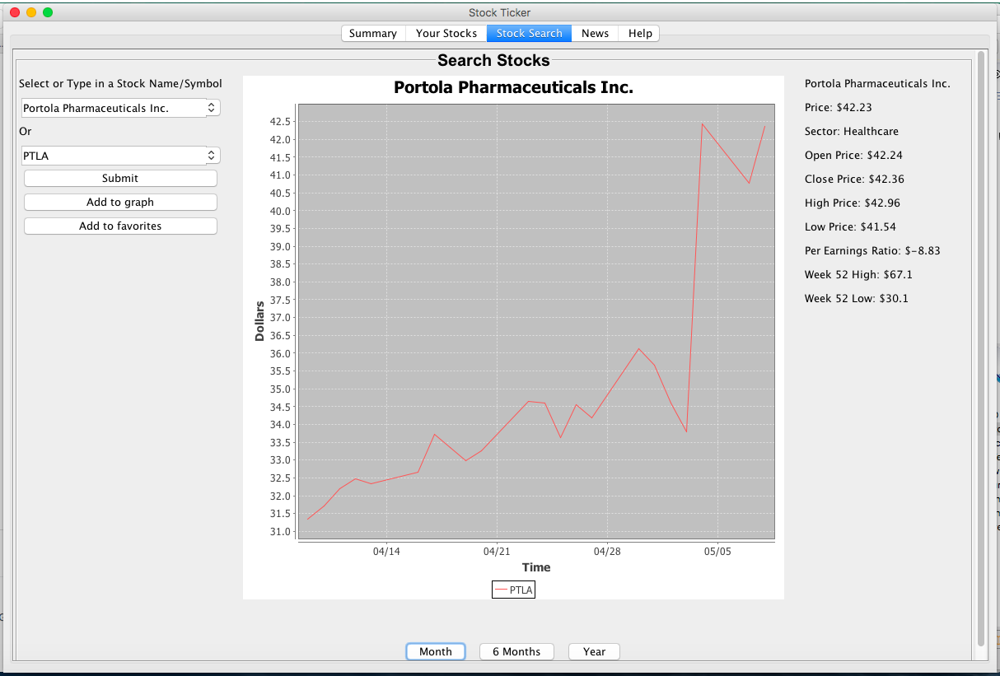 Stock Ticker
Summary Your Stocks Stock Search News Help
Search Stocks
Select or Type in a Stock Name/Symbol
Portola Pharmaceuticals Inc.
Or
PTLA
Submit
Add to graph
Add to favorites
Portola Pharmaceuticals Inc.
42.5
42.0
41.5
41.0
40.5
40.0
39.5
39.0
38.5
38.0
37.5
37.0
36.5
36.0
35.5
35.0
34.5
34.0
33.5
33.0
32.5
32.0
31.5
31.0
Dollars
04/14 04/21 04/28 05/05
Time
PTLA
Portola Pharmaceuticals Inc.
Price: $42.23
Sector: Healthcare
Open Price: $42.24
Close Price: $42.36
High Price: $42.96
Low Price: $41.54
Per Earnings Ratio: $-8.83
Week 52 High: $67.1
Week 52 Low: $30.1
Month 6 Months Year